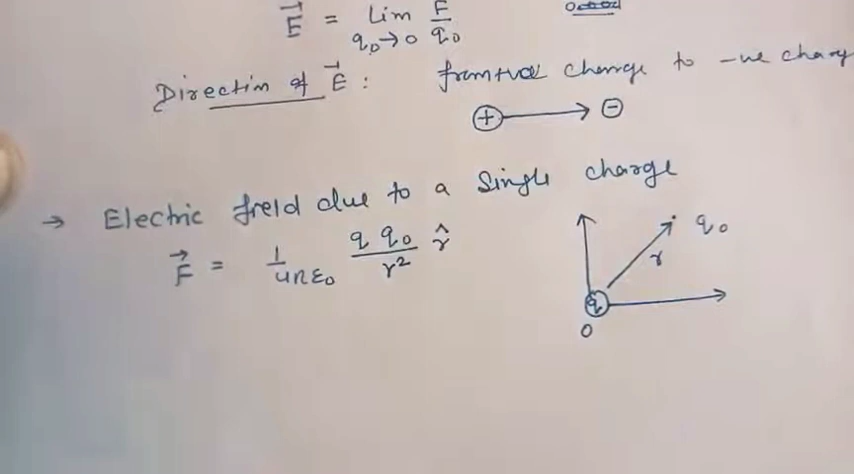 E⃗ = Lim F/q₀
q₀→0
Direction of E⃗ : from +ve charge to -ve charg
+ → −
→ Electric field due to a single charge
F⃗ = 1/4πε₀ q q₀/r² r̂
q₀
r
q
O